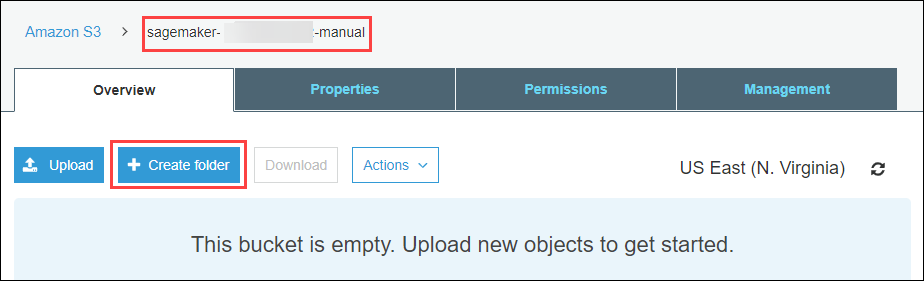 Amazon S3 > sagemaker- -manual
Overview Properties Permissions Management
Upload Create folder Download Actions US East (N. Virginia)
This bucket is empty. Upload new objects to get started.